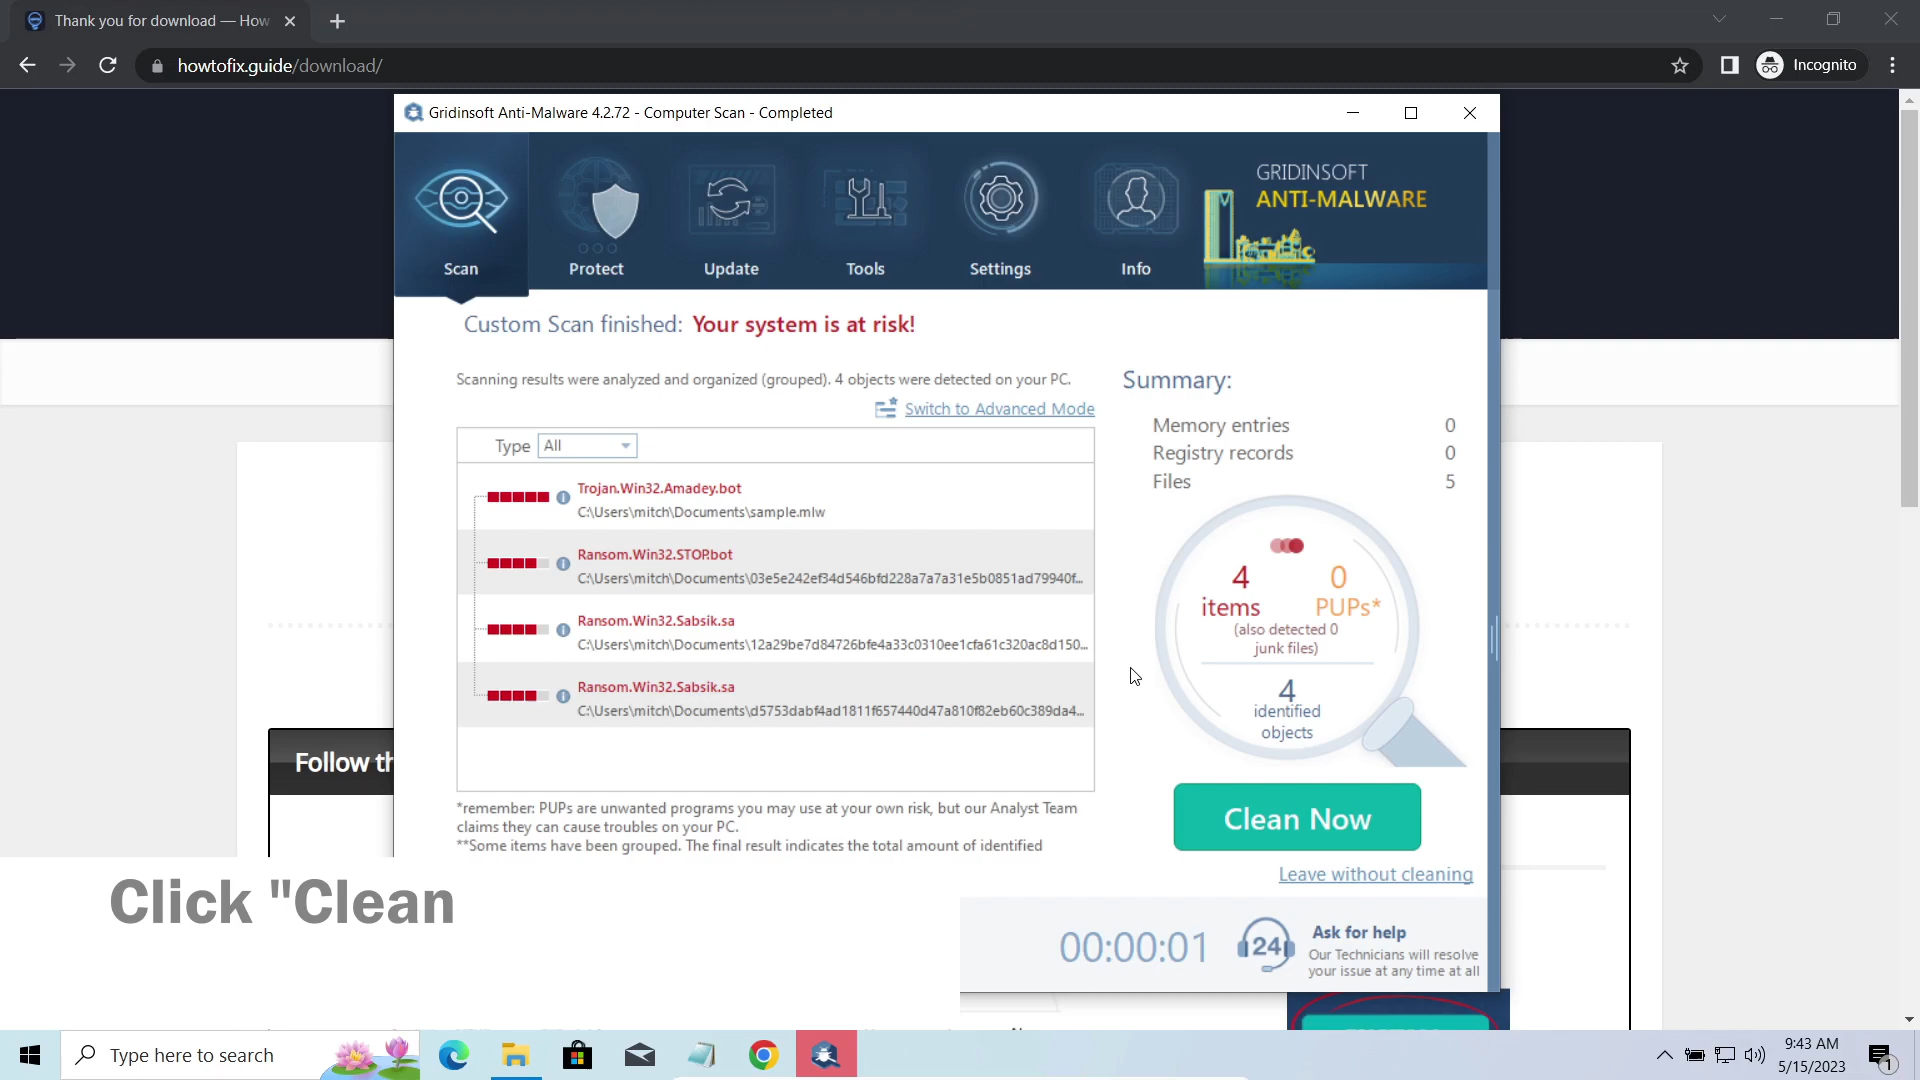 Thank you for download — How
howtofix.guide/download/
Incognito
Gridinsoft Anti-Malware 4.2.72 - Computer Scan - Completed
Scan
Protect
Update
Tools
Settings
Info
GRIDINSOFT
ANTI-MALWARE
Custom Scan finished: Your system is at risk!
Scanning results were analyzed and organized (grouped). 4 objects were detected on your PC.
Switch to Advanced Mode
Type All
Trojan.Win32.Amadey.bot
C:\Users\mitch\Documents\sample.mlw
Ransom.Win32.STOP.bot
C:\Users\mitch\Documents\03e5e242ef34d546bfd228a7a7a31e5b0851ad79940f...
Ransom.Win32.Sabsik.sa
C:\Users\mitch\Documents\12a29be7d84726bfe4a33c0310ee1cfa61c320ac8d150...
Ransom.Win32.Sabsik.sa
C:\Users\mitch\Documents\d5753dabf4ad1811f657440d47a810f82eb60c389da4...
*remember: PUPs are unwanted programs you may use at your own risk, but our Analyst Team
claims they can cause troubles on your PC.
**Some items have been grouped. The final result indicates the total amount of identified
Summary:
Memory entries 0
Registry records 0
Files 5
4 items
0 PUPs*
(also detected 0
junk files)
4
identified
objects
Clean Now
Leave without cleaning
00:00:01
24
Ask for help
Our Technicians will resolve
your issue at any time at all
Follow th
Click "Clean
Type here to search
9:43 AM
5/15/2023
1